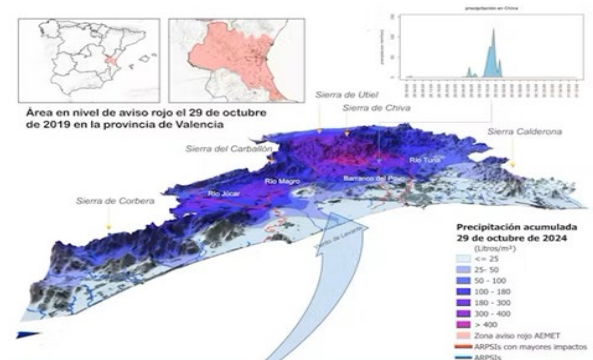 precipitación en Chiva
Área en nivel de aviso rojo el 29 de octubre
de 2019 en la provincia de Valencia
Sierra de Utiel
Sierra de Chiva
Sierra Calderona
Sierra del Carballón
Río Turia
Barranco del Poyo
Río Magro
Río Júcar
Sierra de Corbera
Viento de Levante
Precipitación acumulada
29 de octubre de 2024
(Litros/m²)
<= 25
25- 50
50 - 100
100 - 180
180 - 300
300 - 400
> 400
Zona aviso rojo AEMET
ARPSIs con mayores impactos
ARPSIs